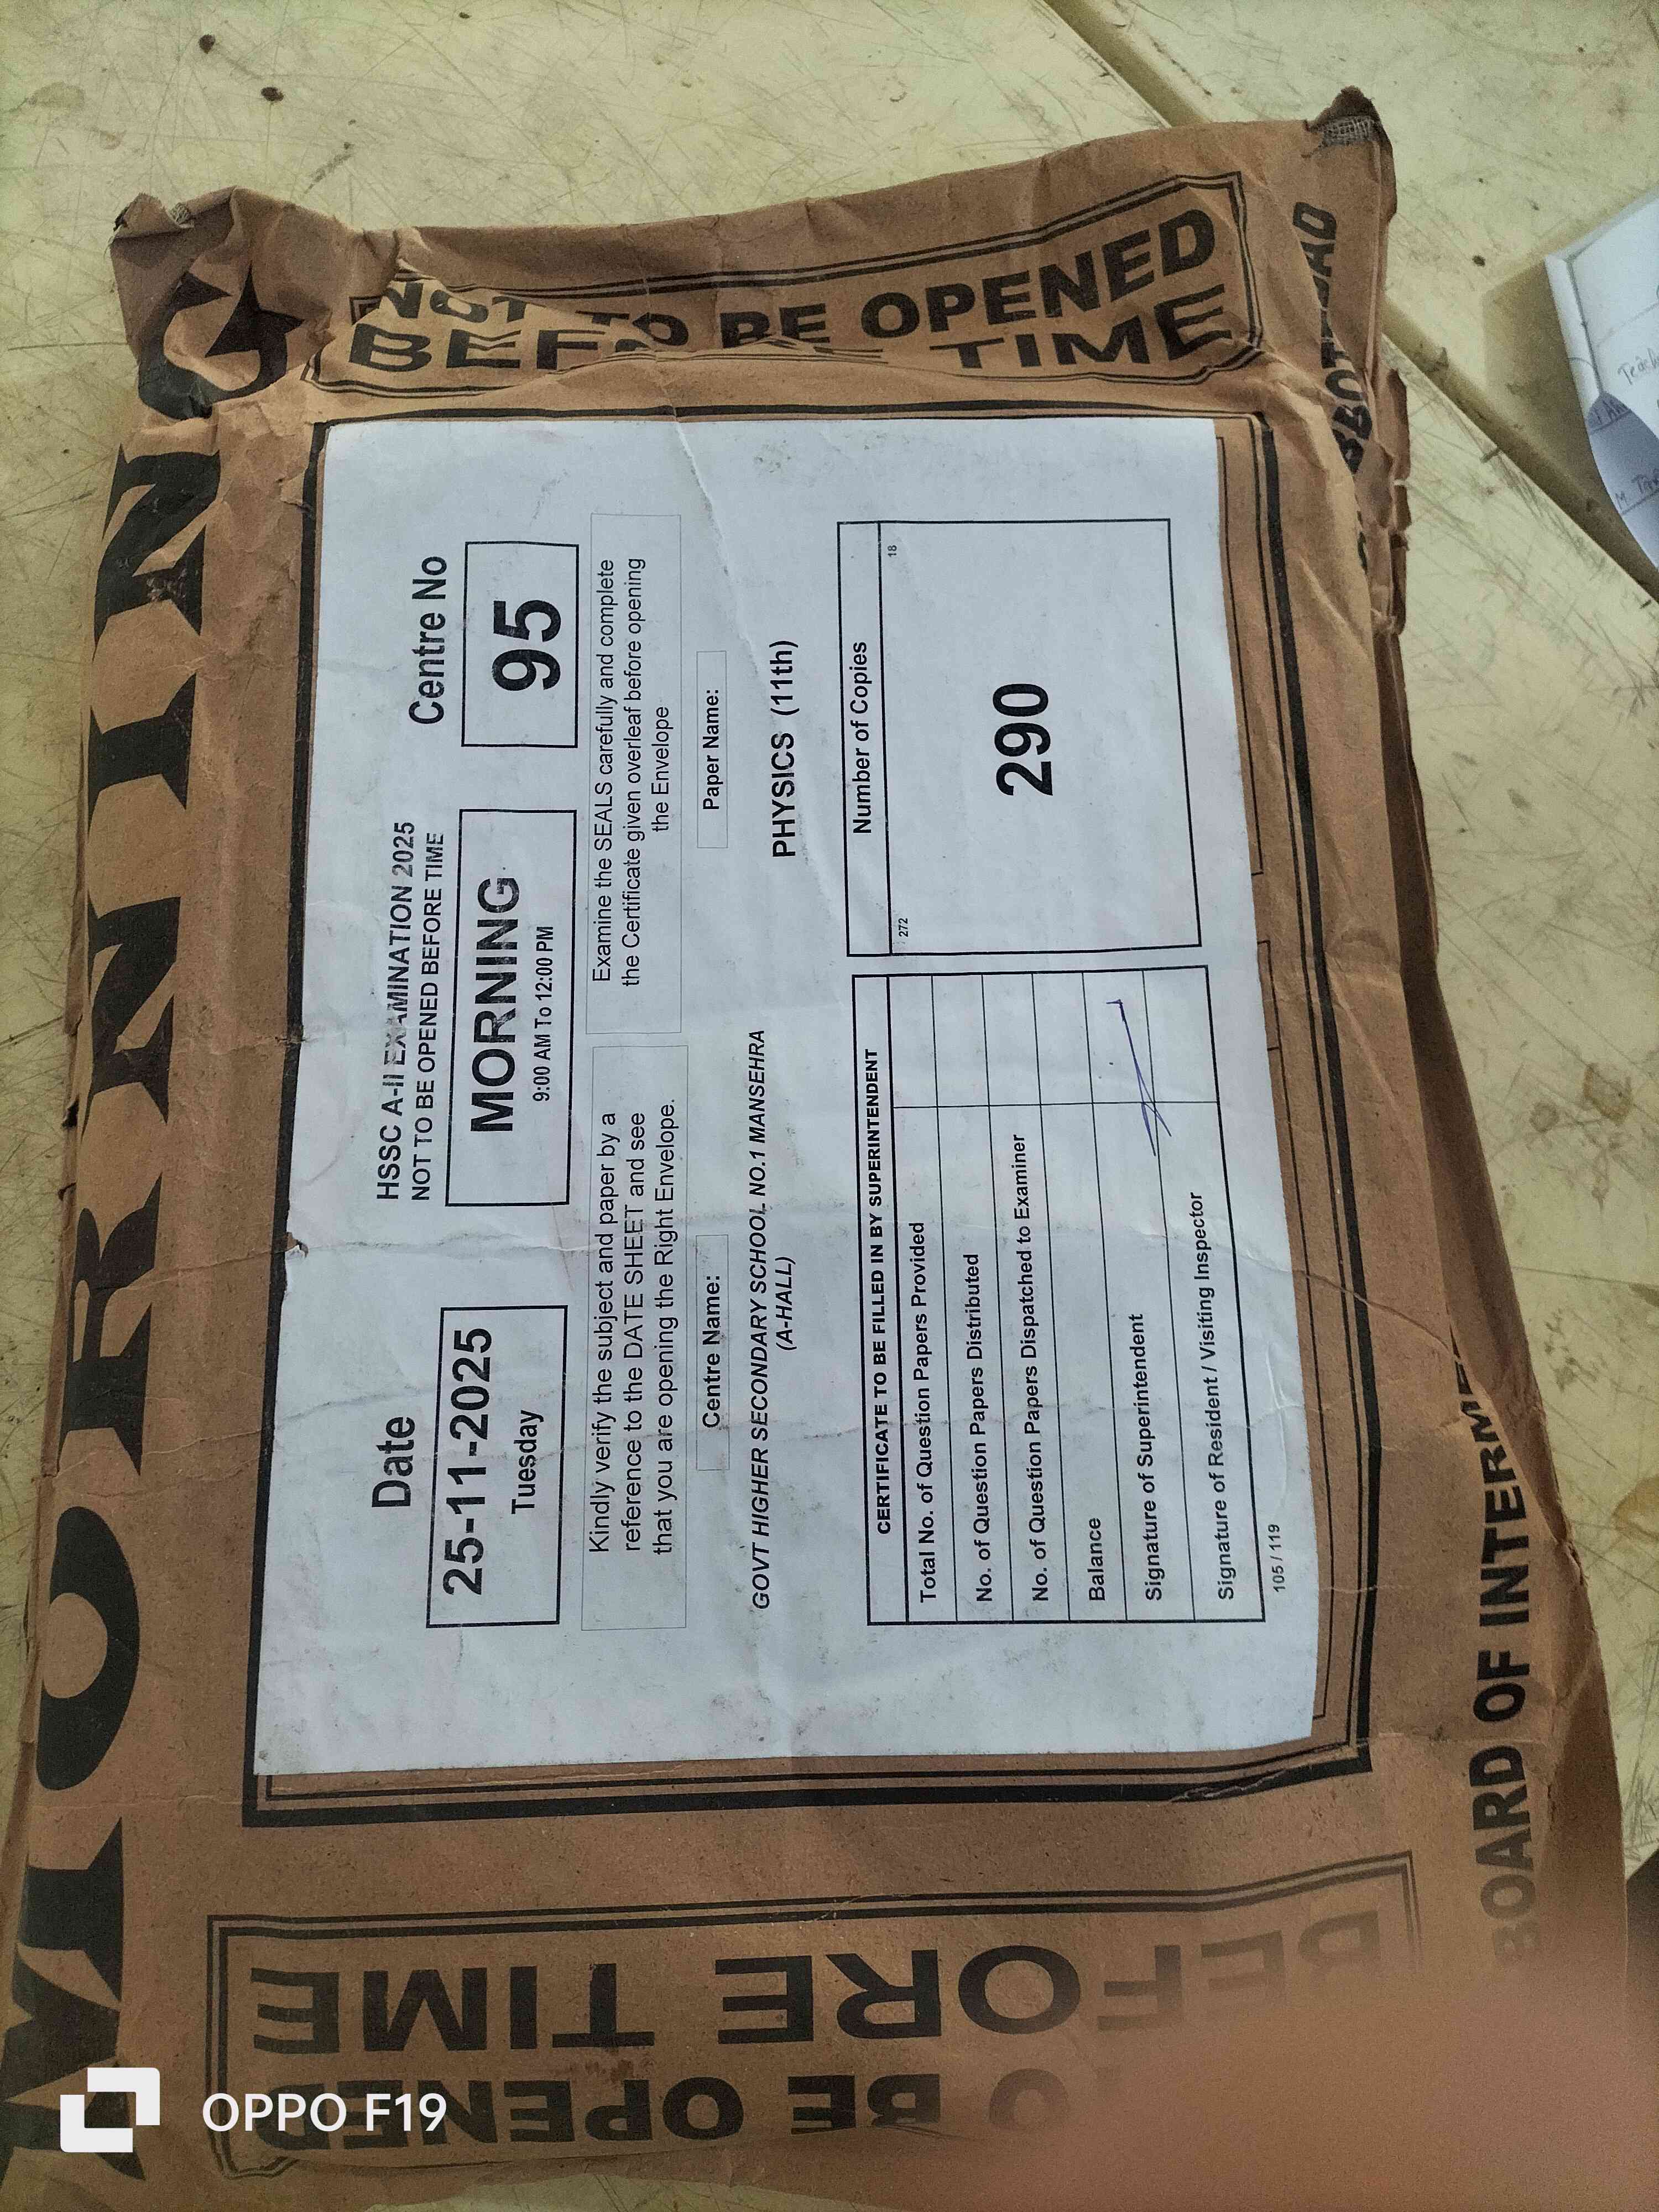 MORNING
NOT TO BE OPENED
BEFORE TIME
HSSC A-II EXAMINATION 2025
NOT TO BE OPENED BEFORE TIME
Date
25-11-2025
Tuesday
MORNING
9:00 AM To 12:00 PM
Centre No
95
Kindly verify the subject and paper by a
reference to the DATE SHEET and see
that you are opening the Right Envelope.
Examine the SEALS carefully and complete
the Certificate given overleaf before opening
the Envelope
Centre Name:
GOVT HIGHER SECONDARY SCHOOL NO.1 MANSEHRA
(A-HALL)
Paper Name:
PHYSICS (11th)
CERTIFICATE TO BE FILLED IN BY SUPERINTENDENT
Total No. of Question Papers Provided
No. of Question Papers Distributed
No. of Question Papers Dispatched to Examiner
Balance
Signature of Superintendent
Signature of Resident / Visiting Inspector
105 / 119
Number of Copies
272 18
290
BOARD OF
BE OPENED
BEFORE TIME
OPPO F19